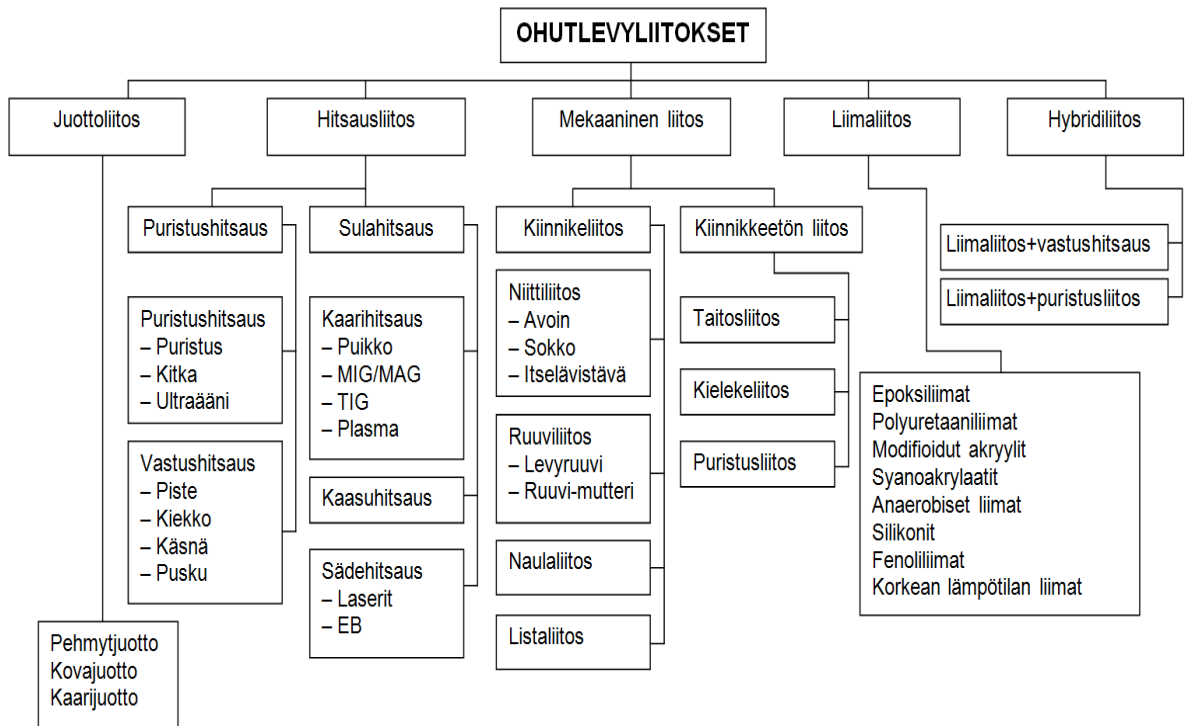 OHUTLEVYLIITOKSET
Juottoliitos
Hitsausliitos
Mekaaninen liitos
Liimaliitos
Hybridiliitos
Puristushitsaus
Sulahitsaus
Kiinnikeliitos
Kiinnikkeetön liitos
Liimaliitos+vastushitsaus
Liimaliitos+puristusliitos
Puristushitsaus
– Puristus
– Kitka
– Ultraääni
Vastushitsaus
– Piste
– Kiekko
– Käsnä
– Pusku
Kaarihitsaus
– Puikko
– MIG/MAG
– TIG
– Plasma
Kaasuhitsaus
Sädehitsaus
– Laserit
– EB
Niittiliitos
– Avoin
– Sokko
– Itselävistävä
Ruuviliitos
– Levyruuvi
– Ruuvi-mutteri
Naulaliitos
Listaliitos
Taitosliitos
Kielekeliitos
Puristusliitos
Epoksiliimat
Polyuretaaniliimat
Modifioidut akryylit
Syanoakrylaatit
Anaerobiset liimat
Silikonit
Fenoliliimat
Korkean lämpötilan liimat
Pehmytjuotto
Kovajuotto
Kaarijuotto